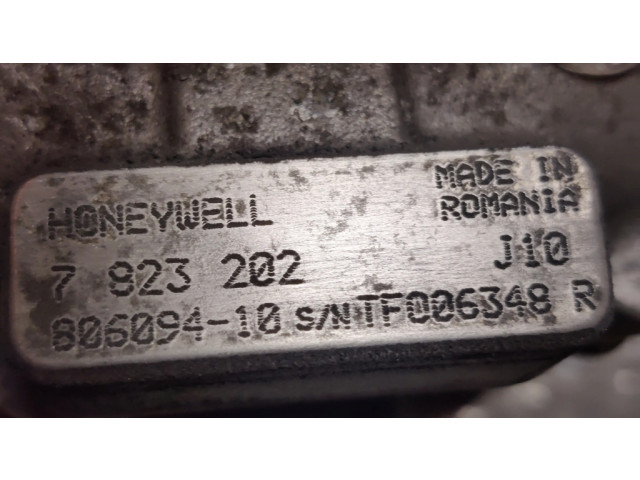 HONEYWELL MADE IN
ROMANIA
7 823 202 J10
806094-10 S/N TF006348 R